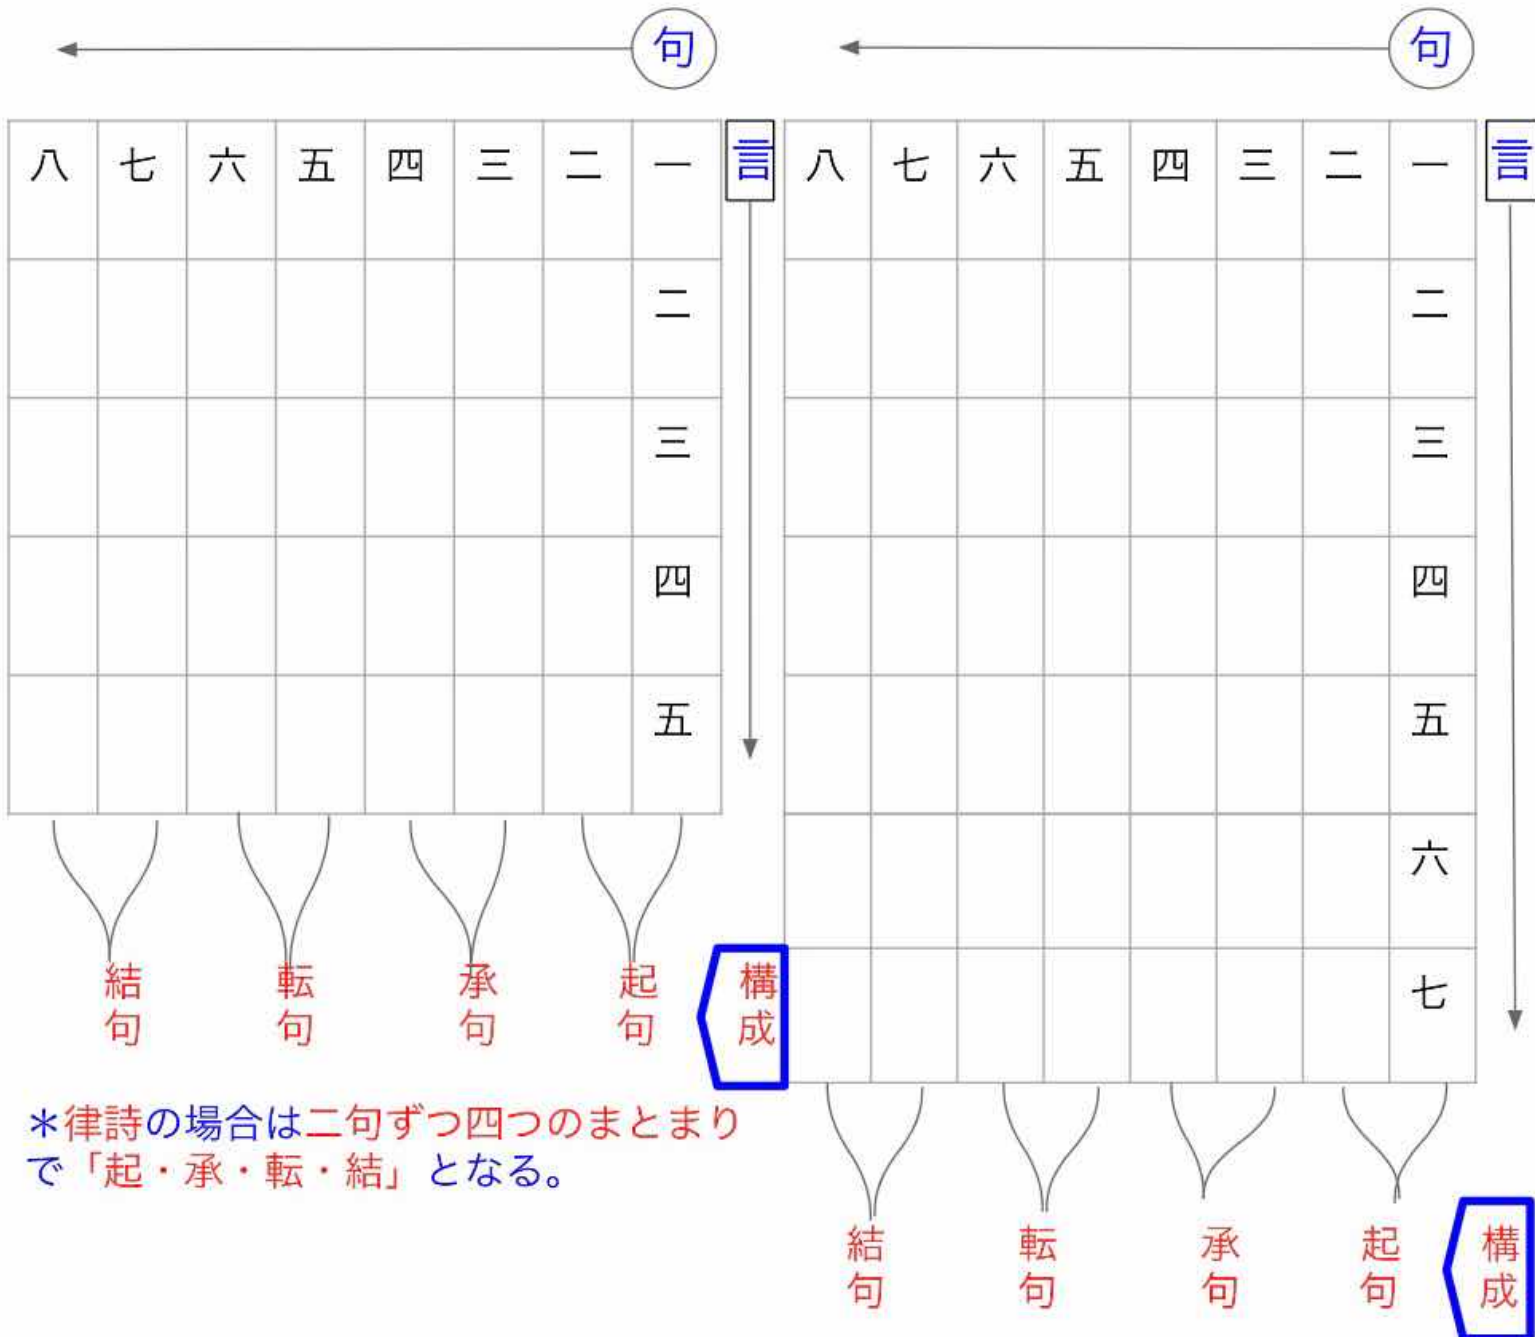 句
言
一 二 三 四 五 六 七 八
二
三
四
五
六
七
構成
起句
承句
転句
結句
句
言
一 二 三 四 五 六 七 八
二
三
四
五
構成
起句
承句
転句
結句
＊律詩の場合は二句ずつ四つのまとまり
で「起・承・転・結」となる。